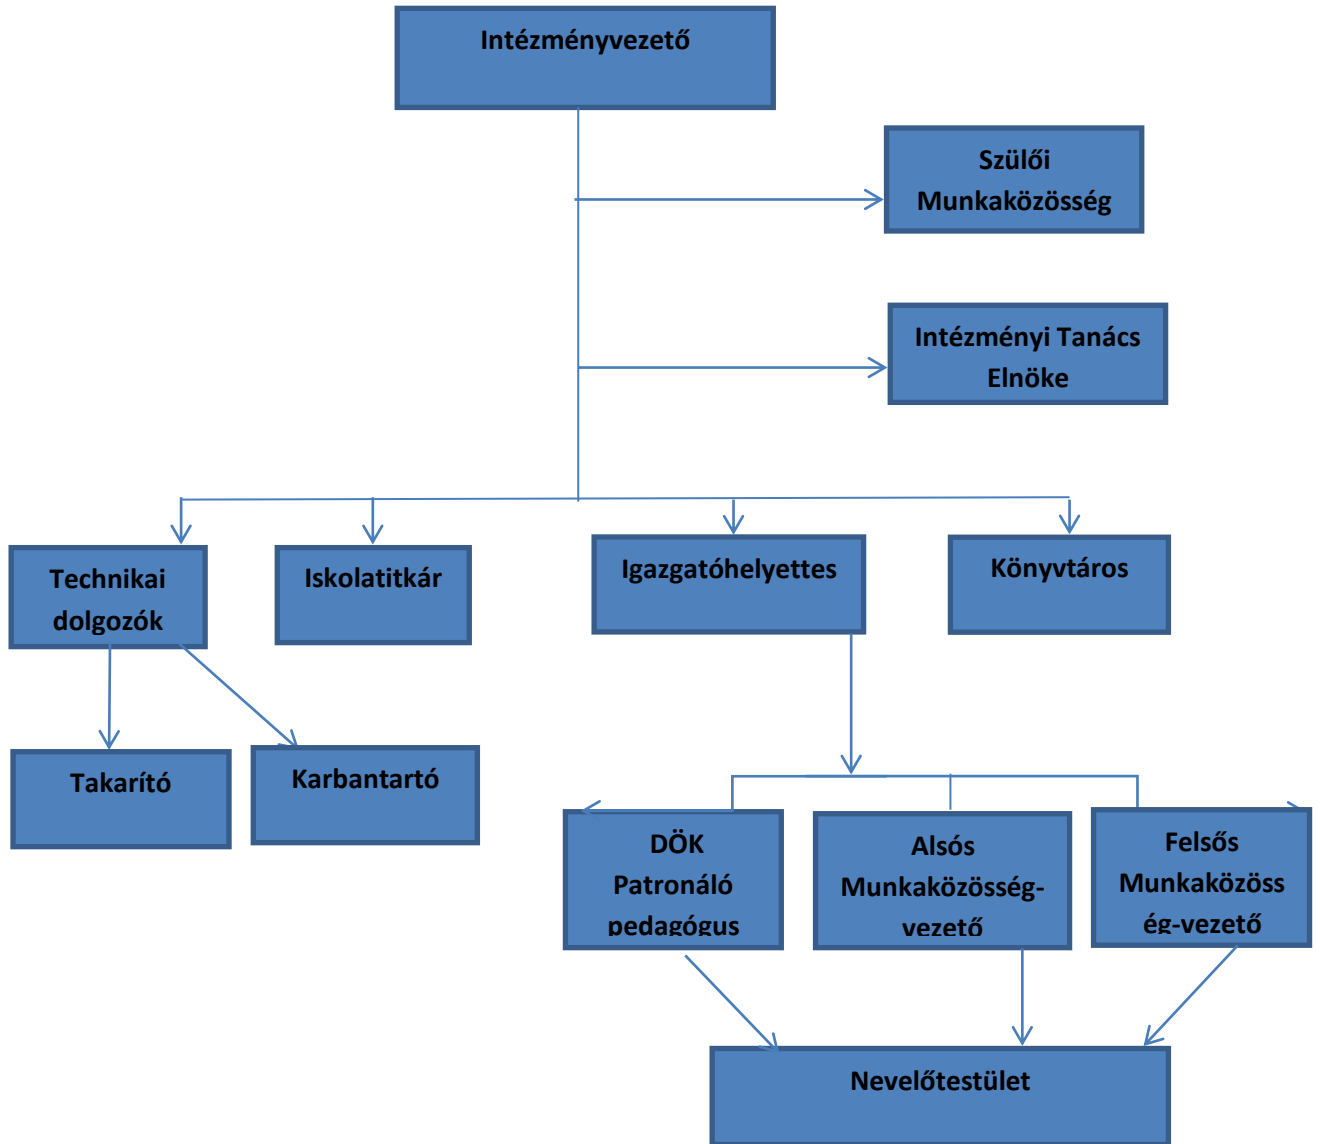 Intézményvezető
Szülői
Munkaközösség
Intézményi Tanács
Elnöke
Technikai
dolgozók
Iskolatitkár
Igazgatóhelyettes
Könyvtáros
Takarító
Karbantartó
DÖK
Patronáló
pedagógus
Alsós
Munkaközösség-
vezető
Felsős
Munkaközöss
ég-vezető
Nevelőtestület